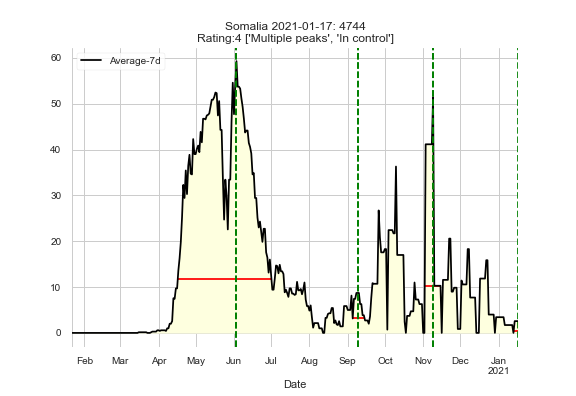 Somalia 2021-01-17: 4744
Rating:4 ['Multiple peaks', 'In control']
Average-7d
60
50
40
30
20
10
0
Feb Mar Apr May Jun Jul Aug Sep Oct Nov Dec Jan
2021
Date